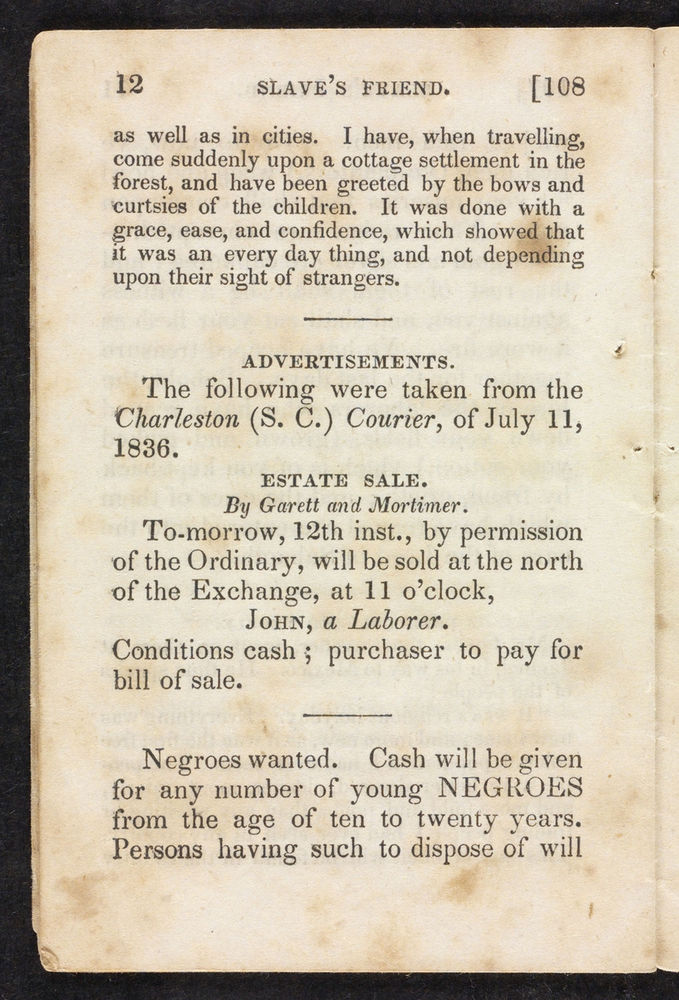 12 SLAVE'S FRIEND. [108
as well as in cities. I have, when travelling,
come suddenly upon a cottage settlement in the
forest, and have been greeted by the bows and
curtsies of the children. It was done with a
grace, ease, and confidence, which showed that
it was an every day thing, and not depending
upon their sight of strangers.
ADVERTISEMENTS.
The following were taken from the
Charleston (S. C.) Courier, of July 11,
1836.
ESTATE SALE.
By Garett and Mortimer.
To-morrow, 12th inst., by permission
of the Ordinary, will be sold at the north
of the Exchange, at 11 o'clock,
JOHN, a Laborer.
Conditions cash ; purchaser to pay for
bill of sale.
Negroes wanted. Cash will be given
for any number of young NEGROES
from the age of ten to twenty years.
Persons having such to dispose of will